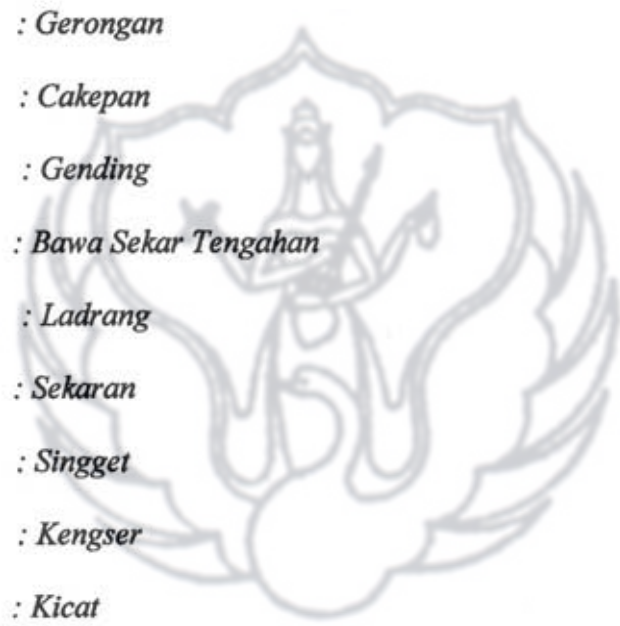 : Gerongan
: Cakepan
: Gending
: Bawa Sekar Tengahan
: Ladrang
: Sekaran
: Singget
: Kengser
: Kicat